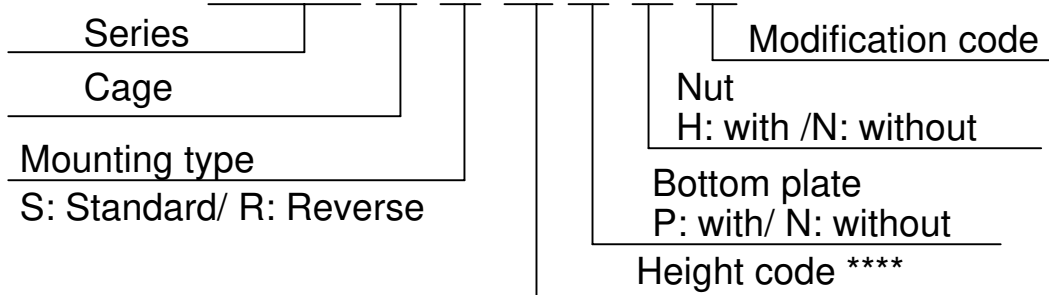 Series
Modification code
Cage
Nut
H: with /N: without
Mounting type
S: Standard/ R: Reverse
Bottom plate
P: with/ N: without
Height code ****